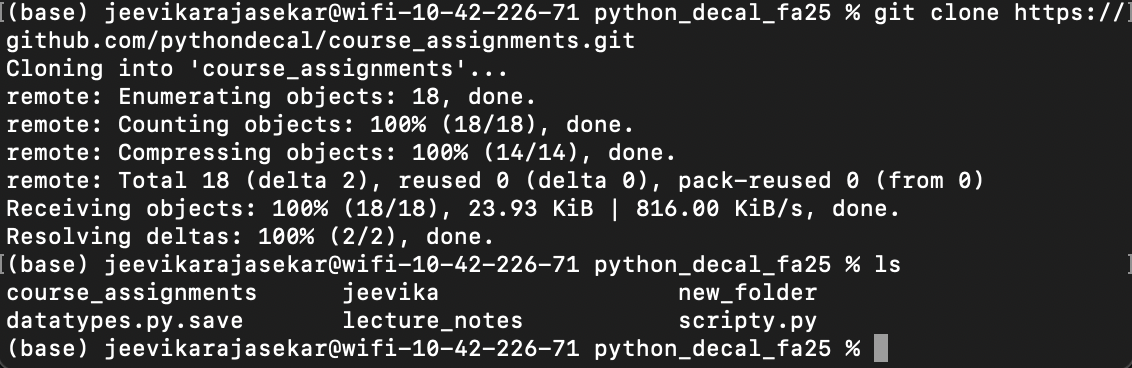 [(base) jeevikarajasekar@wifi-10-42-226-71 python_decal_fa25 % git clone https://]
github.com/pythondecal/course_assignments.git
Cloning into 'course_assignments'...
remote: Enumerating objects: 18, done.
remote: Counting objects: 100% (18/18), done.
remote: Compressing objects: 100% (14/14), done.
remote: Total 18 (delta 2), reused 0 (delta 0), pack-reused 0 (from 0)
Receiving objects: 100% (18/18), 23.93 KiB | 816.00 KiB/s, done.
Resolving deltas: 100% (2/2), done.
[(base) jeevikarajasekar@wifi-10-42-226-71 python_decal_fa25 % ls ]
course_assignments      jeevika                 new_folder
datatypes.py.save       lecture_notes           scripty.py
(base) jeevikarajasekar@wifi-10-42-226-71 python_decal_fa25 %